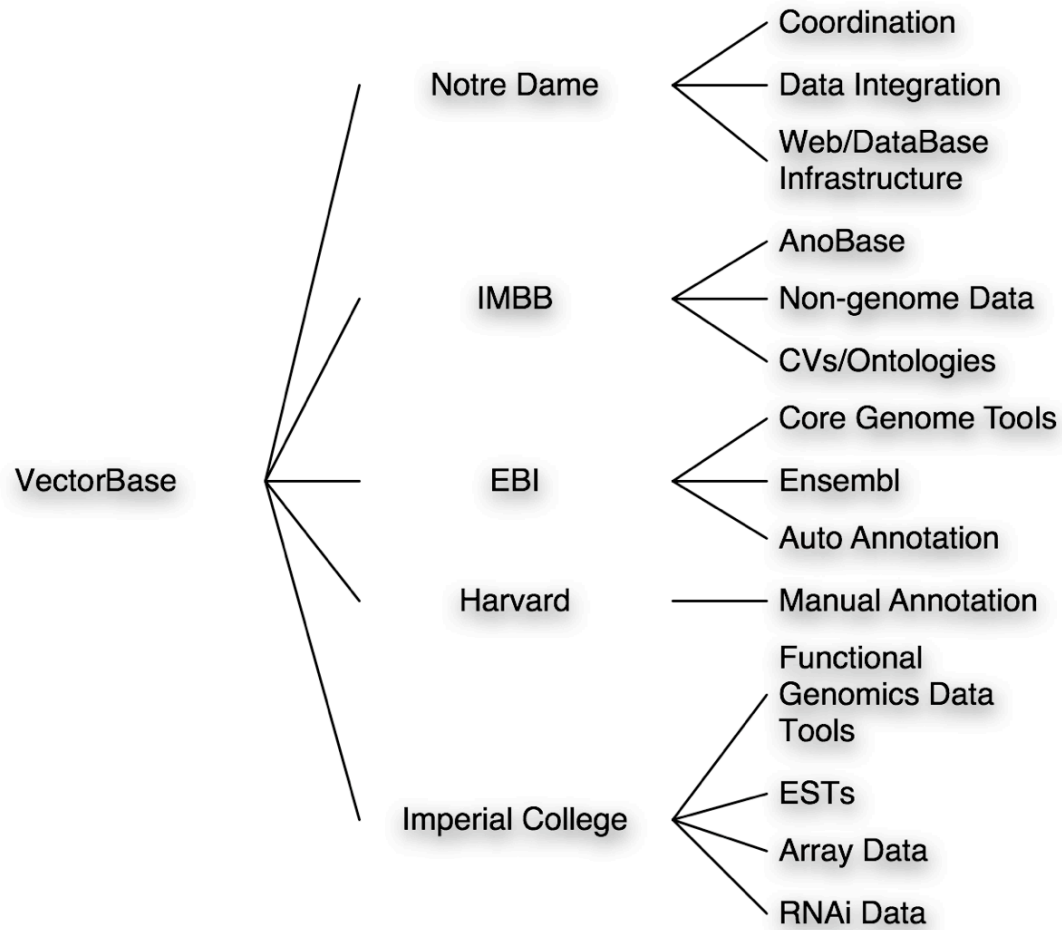 VectorBase
Notre Dame
Coordination
Data Integration
Web/DataBase
Infrastructure
IMBB
AnoBase
Non-genome Data
CVs/Ontologies
EBI
Core Genome Tools
Ensembl
Auto Annotation
Harvard
Manual Annotation
Imperial College
Functional
Genomics Data
Tools
ESTs
Array Data
RNAi Data